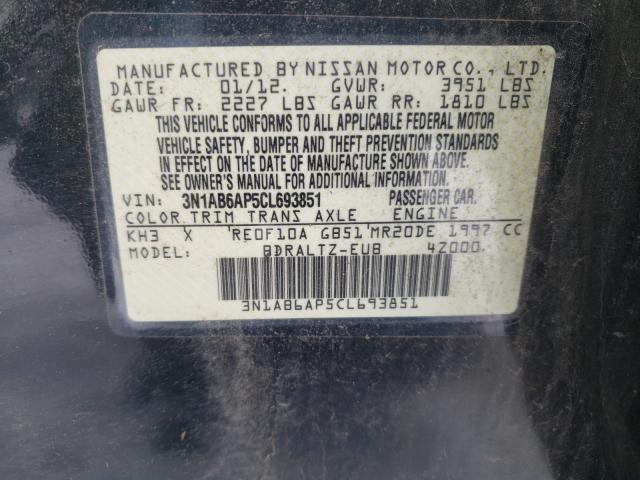 MANUFACTURED BY NISSAN MOTOR CO., LTD.
DATE: 01/12. GVWR: 3951 LBS
GAWR FR: 2227 LBS GAWR RR: 1810 LBS
THIS VEHICLE CONFORMS TO ALL APPLICABLE FEDERAL MOTOR
VEHICLE SAFETY, BUMPER AND THEFT PREVENTION STANDARDS
IN EFFECT ON THE DATE OF MANUFACTURE SHOWN ABOVE.
SEE OWNER'S MANUAL FOR ADDITIONAL INFORMATION.
VIN: 3N1AB6AP5CL693851 PASSENGER CAR.
COLOR TRIM TRANS AXLE ENGINE
KH3 X RE0F10A GB51 MR20DE 1997 CC
MODEL: BDRALTZ-EUB 42000
3N1AB6AP5CL693851